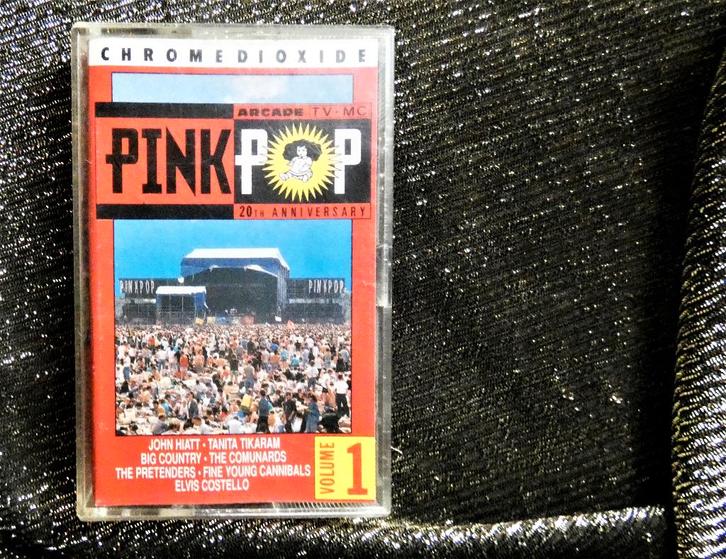 CHROMEDIOXIDE
ARCADE TV·MC
PINKPOP
20TH ANNIVERSARY
PINKPOP PINKPOP
JOHN HIATT · TANITA TIKARAM
BIG COUNTRY · THE COMUNARDS
THE PRETENDERS · FINE YOUNG CANNIBALS
ELVIS COSTELLO
VOLUME 1